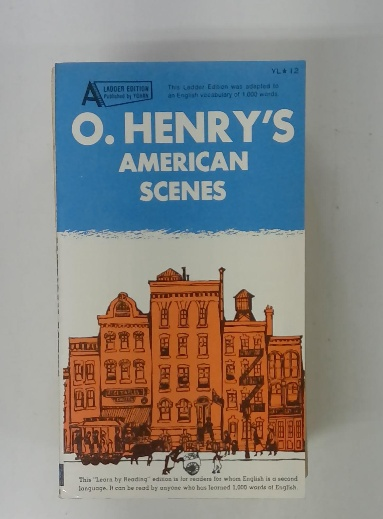 YL # 12
A LADDER EDITION
Published by YOHAN
This Ladder Edition was adapted to
an English vocabulary of 1,000 words.
O. HENRY'S
AMERICAN
SCENES
This "Learn by Reading" edition is for readers for whom English is a second
language. It can be read by anyone who has learned 1,000 words of English